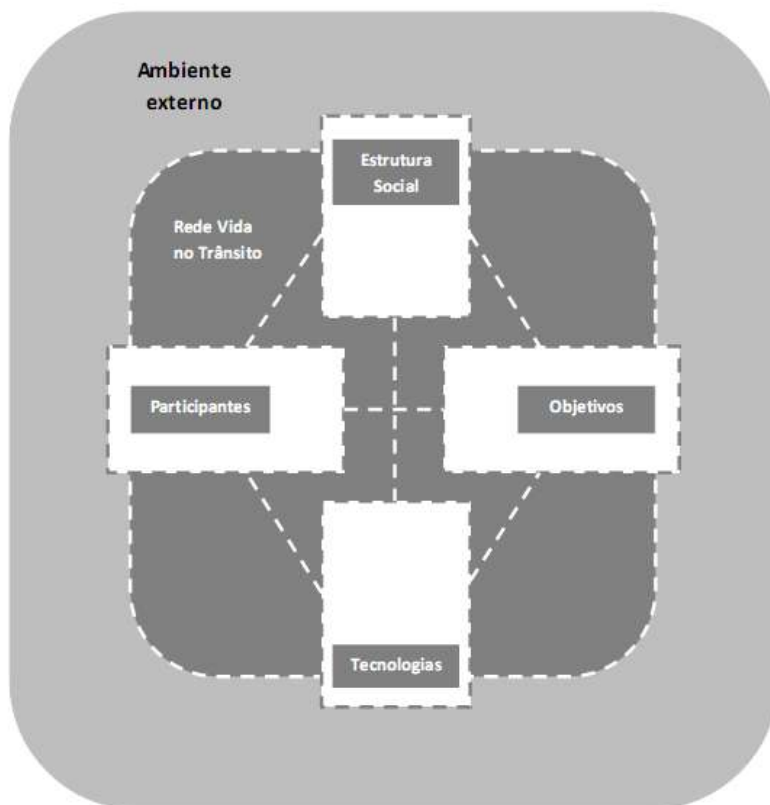 Ambiente
externo
Estrutura
Social
Rede Vida
no Trânsito
Participantes
Objetivos
Tecnologias